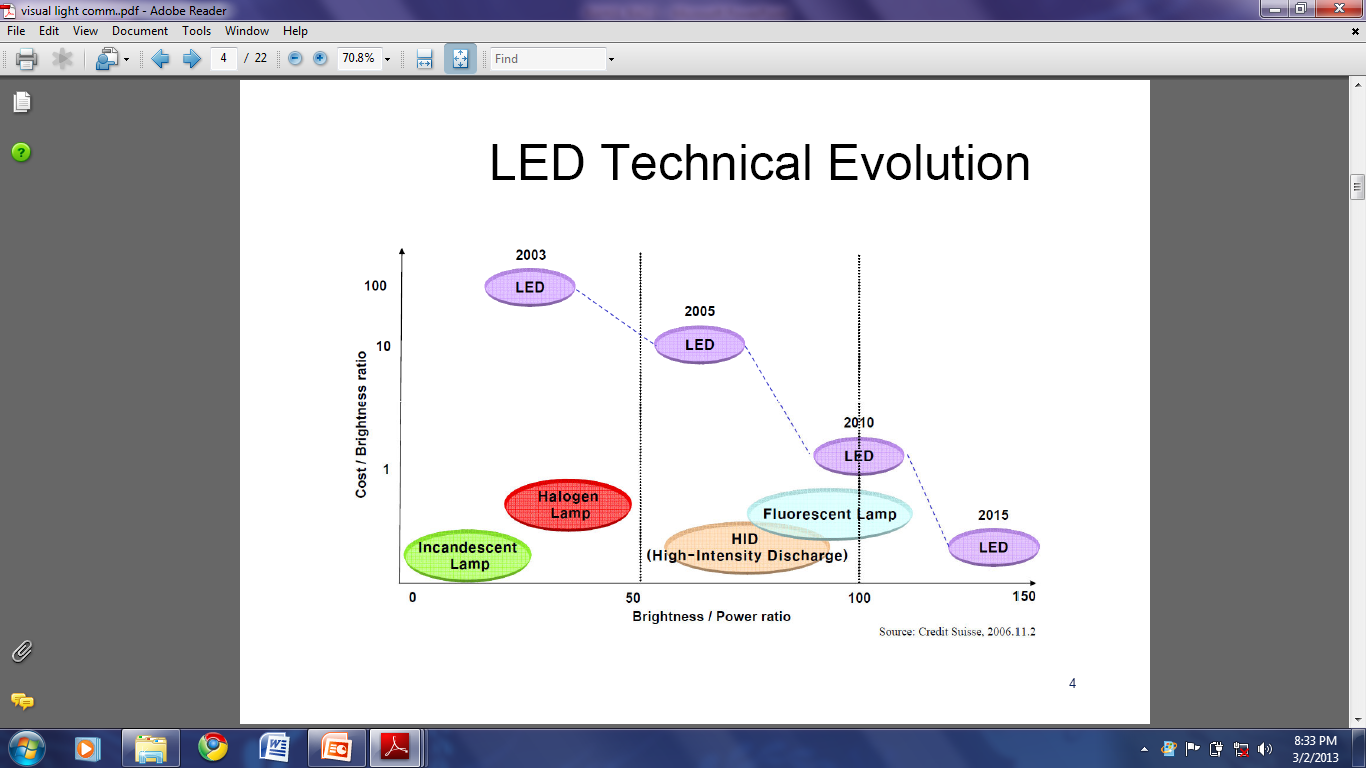 visual light comm..pdf - Adobe Reader
File Edit View Document Tools Window Help
4 / 22 70.8% Find
LED Technical Evolution
2003
LED
100
2005
LED
10
2010
LED
1
Cost / Brightness ratio
Halogen
Lamp
Fluorescent Lamp
2015
LED
HID
(High-Intensity Discharge)
Incandescent
Lamp
0 50 100 150
Brightness / Power ratio
Source: Credit Suisse, 2006.11.2
4
8:33 PM
3/2/2013